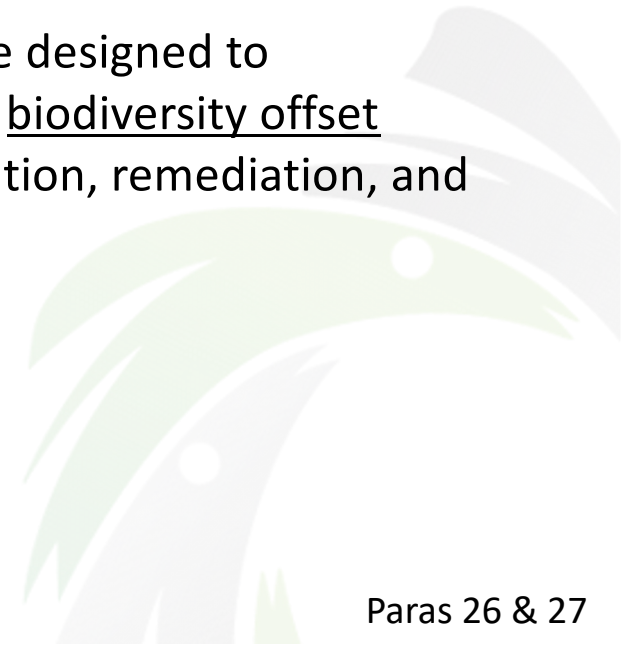 e designed to
biodiversity offset
tion, remediation, and
Paras 26 & 27